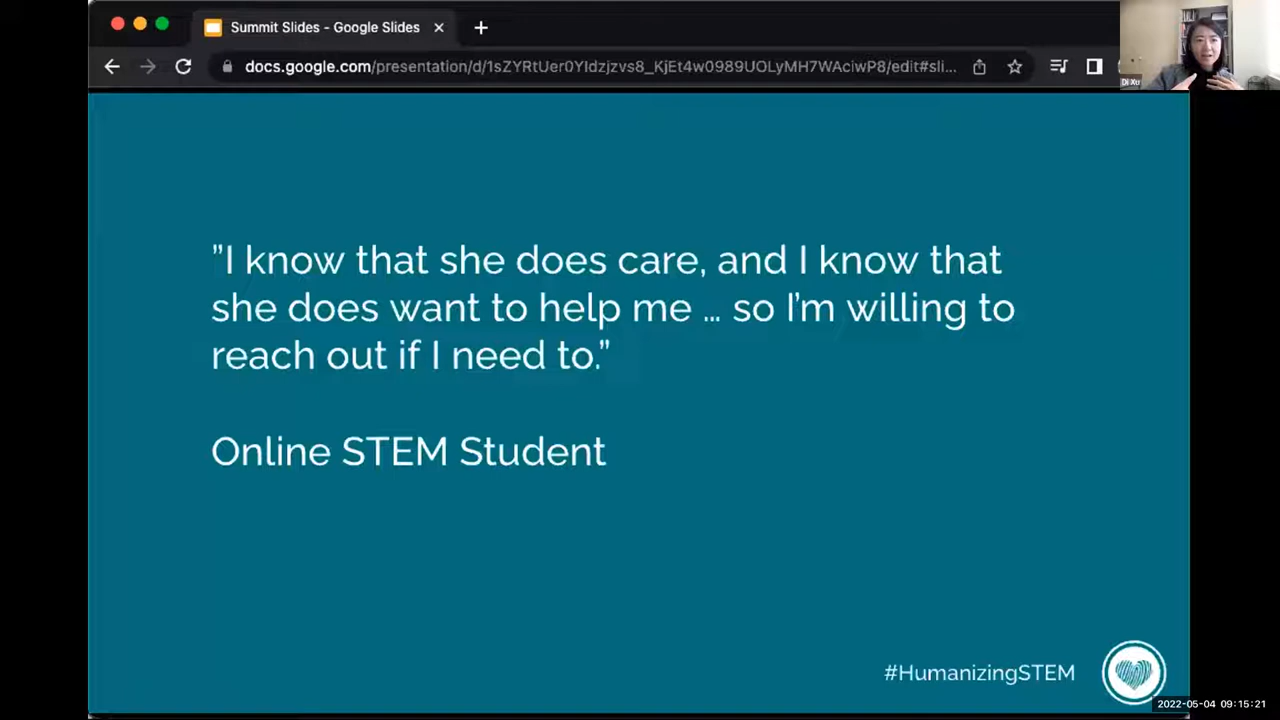 Summit Slides - Google Slides
docs.google.com/presentation/d/1sZYRtUer0YIdzjzvs8_KjEt4w0989UOLyMH7WAciwP8/edit#sli...
Di Xu
”I know that she does care, and I know that
she does want to help me ... so I’m willing to
reach out if I need to.”
Online STEM Student
#HumanizingSTEM
2022-05-04 09:15:21